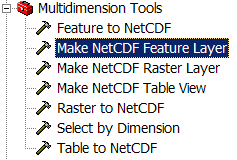 Multidimension Tools
Feature to NetCDF
Make NetCDF Feature Layer
Make NetCDF Raster Layer
Make NetCDF Table View
Raster to NetCDF
Select by Dimension
Table to NetCDF